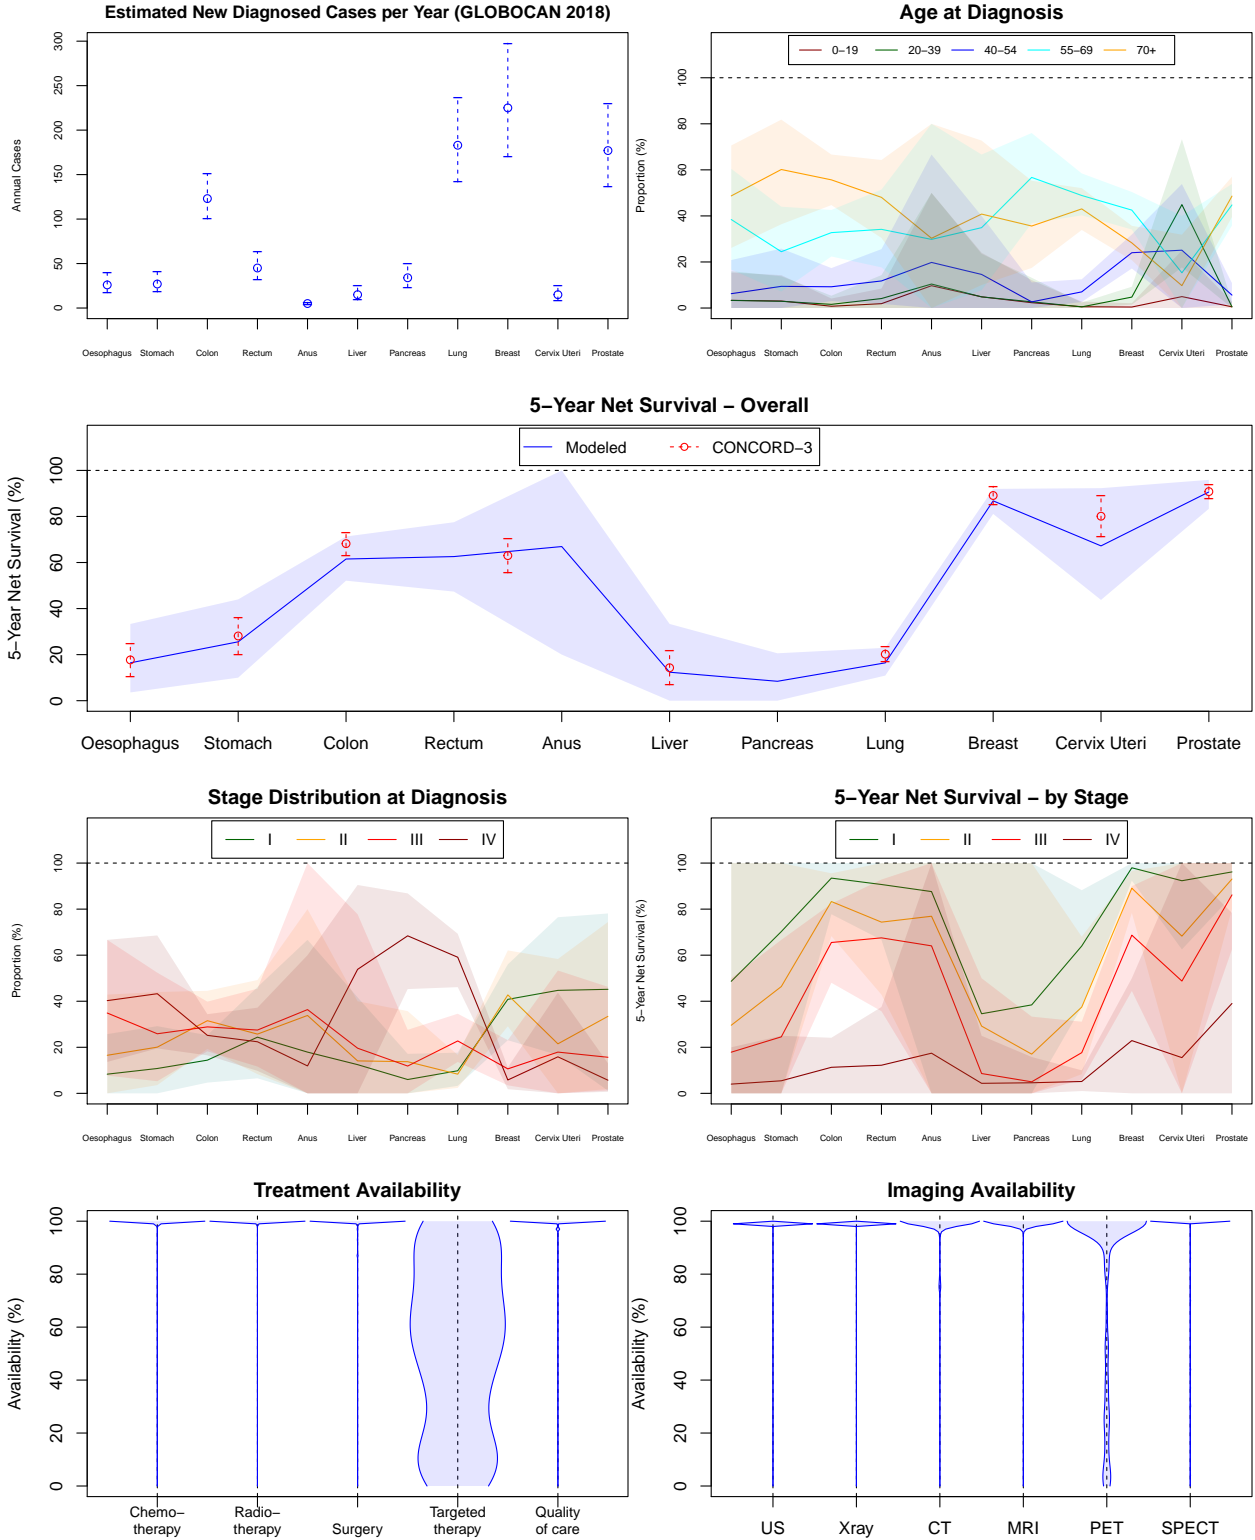 Estimated New Diagnosed Cases per Year (GLOBOCAN 2018)
Annual Cases
0 50 100 150 200 250 300
Oesophagus Stomach Colon Rectum Anus Liver Pancreas Lung Breast Cervix Uteri Prostate
Age at Diagnosis
0−19 20−39 40−54 55−69 70+
Proportion (%)
0 20 40 60 80 100
Oesophagus Stomach Colon Rectum Anus Liver Pancreas Lung Breast Cervix Uteri Prostate
5−Year Net Survival − Overall
Modeled CONCORD−3
5−Year Net Survival (%)
0 20 40 60 80 100
Oesophagus Stomach Colon Rectum Anus Liver Pancreas Lung Breast Cervix Uteri Prostate
Stage Distribution at Diagnosis
I II III IV
Proportion (%)
0 20 40 60 80 100
Oesophagus Stomach Colon Rectum Anus Liver Pancreas Lung Breast Cervix Uteri Prostate
5−Year Net Survival − by Stage
I II III IV
5−Year Net Survival (%)
0 20 40 60 80 100
Oesophagus Stomach Colon Rectum Anus Liver Pancreas Lung Breast Cervix Uteri Prostate
Treatment Availability
Availability (%)
0 20 40 60 80 100
Chemo− Radio− Targeted Quality
therapy therapy Surgery therapy of care
Imaging Availability
Availability (%)
0 20 40 60 80 100
US Xray CT MRI PET SPECT